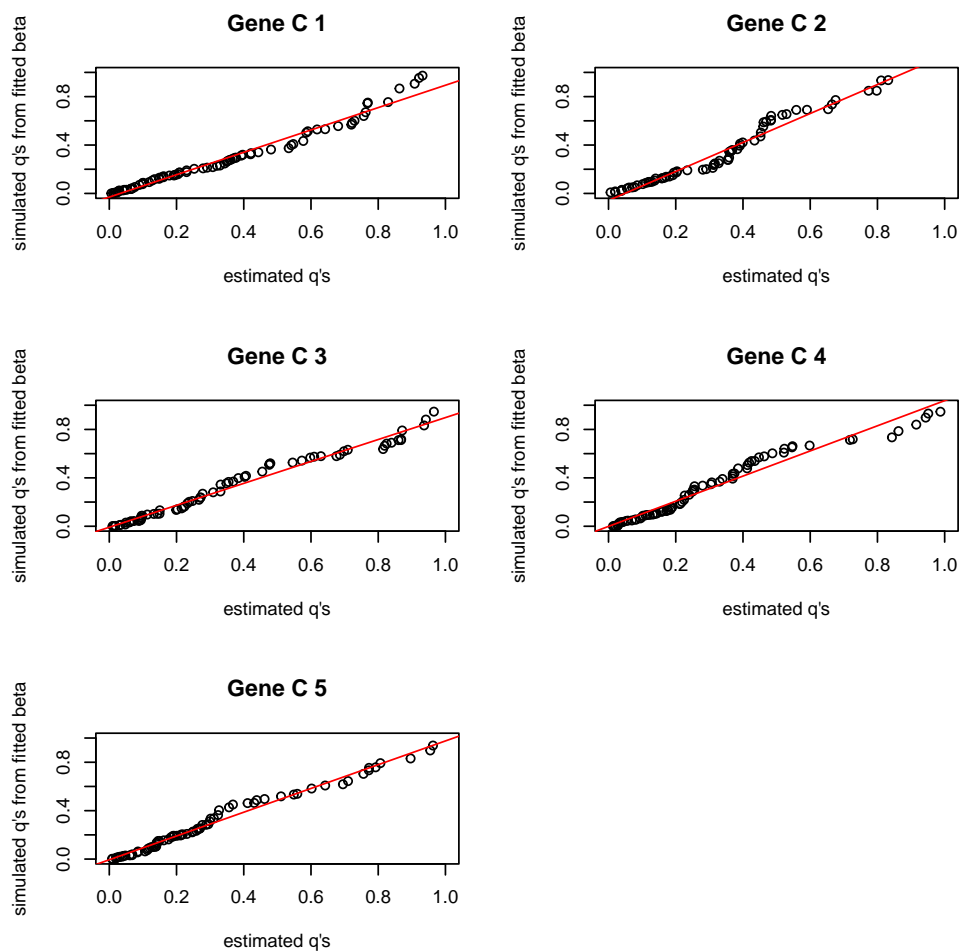 Gene C 1
simulated q's from fitted beta
0.0 0.4 0.8
0.0 0.2 0.4 0.6 0.8 1.0
estimated q's
Gene C 2
simulated q's from fitted beta
0.0 0.4 0.8
0.0 0.2 0.4 0.6 0.8 1.0
estimated q's
Gene C 3
simulated q's from fitted beta
0.0 0.4 0.8
0.0 0.2 0.4 0.6 0.8 1.0
estimated q's
Gene C 4
simulated q's from fitted beta
0.0 0.4 0.8
0.0 0.2 0.4 0.6 0.8 1.0
estimated q's
Gene C 5
simulated q's from fitted beta
0.0 0.4 0.8
0.0 0.2 0.4 0.6 0.8 1.0
estimated q's